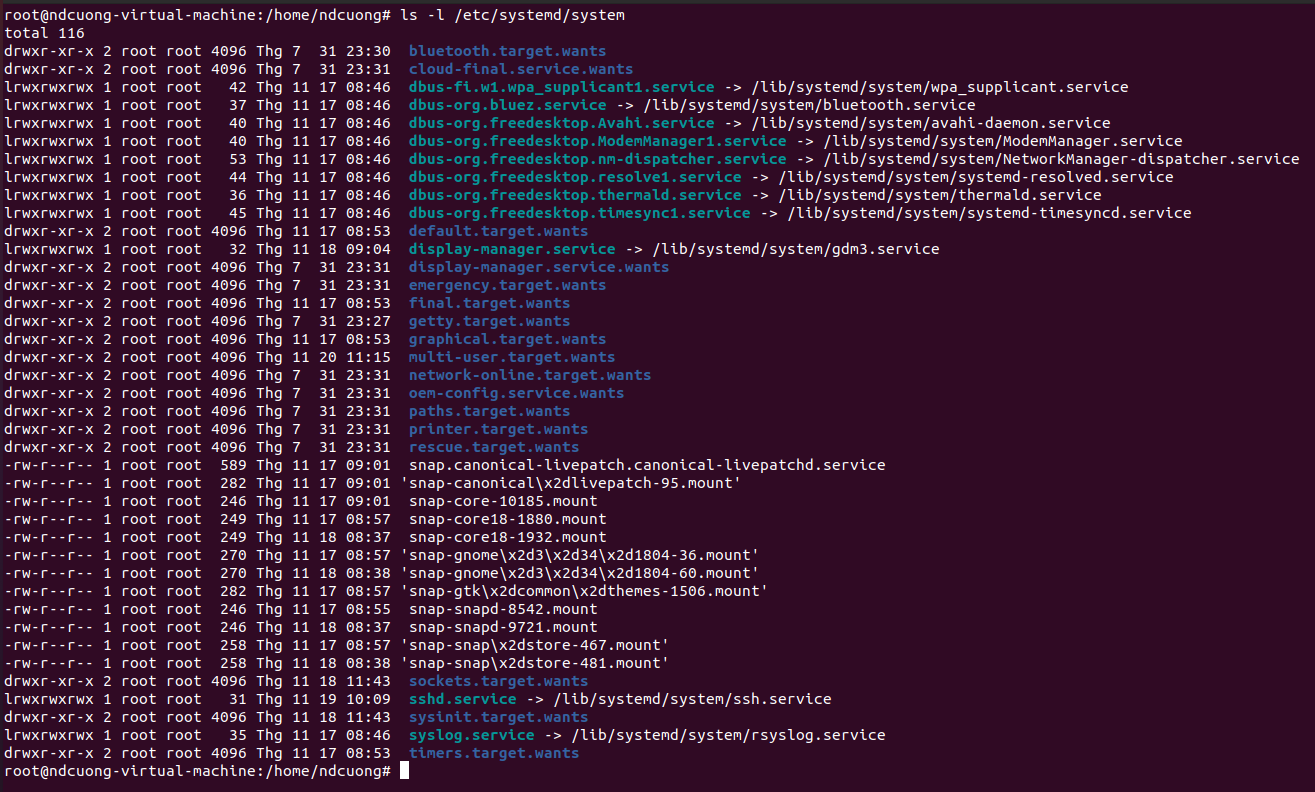 root@ndcuong-virtual-machine:/home/ndcuong# ls -l /etc/systemd/system
total 116
drwxr-xr-x 2 root root 4096 Thg 7  31 23:30  bluetooth.target.wants
drwxr-xr-x 2 root root 4096 Thg 7  31 23:31  cloud-final.service.wants
lrwxrwxrwx 1 root root   42 Thg 11 17 08:46  dbus-fi.w1.wpa_supplicant1.service -> /lib/systemd/system/wpa_supplicant.service
lrwxrwxrwx 1 root root   37 Thg 11 17 08:46  dbus-org.bluez.service -> /lib/systemd/system/bluetooth.service
lrwxrwxrwx 1 root root   40 Thg 11 17 08:46  dbus-org.freedesktop.Avahi.service -> /lib/systemd/system/avahi-daemon.service
lrwxrwxrwx 1 root root   40 Thg 11 17 08:46  dbus-org.freedesktop.ModemManager1.service -> /lib/systemd/system/ModemManager.service
lrwxrwxrwx 1 root root   53 Thg 11 17 08:46  dbus-org.freedesktop.nm-dispatcher.service -> /lib/systemd/system/NetworkManager-dispatcher.service
lrwxrwxrwx 1 root root   44 Thg 11 17 08:46  dbus-org.freedesktop.resolve1.service -> /lib/systemd/system/systemd-resolved.service
lrwxrwxrwx 1 root root   36 Thg 11 17 08:46  dbus-org.freedesktop.thermald.service -> /lib/systemd/system/thermald.service
lrwxrwxrwx 1 root root   45 Thg 11 17 08:46  dbus-org.freedesktop.timesync1.service -> /lib/systemd/system/systemd-timesyncd.service
drwxr-xr-x 2 root root 4096 Thg 11 17 08:53  default.target.wants
lrwxrwxrwx 1 root root   32 Thg 11 18 09:04  display-manager.service -> /lib/systemd/system/gdm3.service
drwxr-xr-x 2 root root 4096 Thg 7  31 23:31  display-manager.service.wants
drwxr-xr-x 2 root root 4096 Thg 7  31 23:31  emergency.target.wants
drwxr-xr-x 2 root root 4096 Thg 11 17 08:53  final.target.wants
drwxr-xr-x 2 root root 4096 Thg 7  31 23:27  getty.target.wants
drwxr-xr-x 2 root root 4096 Thg 11 17 08:53  graphical.target.wants
drwxr-xr-x 2 root root 4096 Thg 11 20 11:15  multi-user.target.wants
drwxr-xr-x 2 root root 4096 Thg 7  31 23:31  network-online.target.wants
drwxr-xr-x 2 root root 4096 Thg 7  31 23:31  oem-config.service.wants
drwxr-xr-x 2 root root 4096 Thg 7  31 23:31  paths.target.wants
drwxr-xr-x 2 root root 4096 Thg 7  31 23:31  printer.target.wants
drwxr-xr-x 2 root root 4096 Thg 7  31 23:31  rescue.target.wants
-rw-r--r-- 1 root root  589 Thg 11 17 09:01  snap.canonical-livepatch.canonical-livepatchd.service
-rw-r--r-- 1 root root  282 Thg 11 17 09:01 'snap-canonical\x2dlivepatch-95.mount'
-rw-r--r-- 1 root root  246 Thg 11 17 09:01  snap-core-10185.mount
-rw-r--r-- 1 root root  249 Thg 11 17 08:57  snap-core18-1880.mount
-rw-r--r-- 1 root root  249 Thg 11 18 08:37  snap-core18-1932.mount
-rw-r--r-- 1 root root  270 Thg 11 17 08:57 'snap-gnome\x2d3\x2d34\x2d1804-36.mount'
-rw-r--r-- 1 root root  270 Thg 11 18 08:38 'snap-gnome\x2d3\x2d34\x2d1804-60.mount'
-rw-r--r-- 1 root root  282 Thg 11 17 08:57 'snap-gtk\x2dcommon\x2dthemes-1506.mount'
-rw-r--r-- 1 root root  246 Thg 11 17 08:55  snap-snapd-8542.mount
-rw-r--r-- 1 root root  246 Thg 11 18 08:37  snap-snapd-9721.mount
-rw-r--r-- 1 root root  258 Thg 11 17 08:57 'snap-snap\x2dstore-467.mount'
-rw-r--r-- 1 root root  258 Thg 11 18 08:38 'snap-snap\x2dstore-481.mount'
drwxr-xr-x 2 root root 4096 Thg 11 18 11:43  sockets.target.wants
lrwxrwxrwx 1 root root   31 Thg 11 19 10:09  sshd.service -> /lib/systemd/system/ssh.service
drwxr-xr-x 2 root root 4096 Thg 11 18 11:43  sysinit.target.wants
lrwxrwxrwx 1 root root   35 Thg 11 17 08:46  syslog.service -> /lib/systemd/system/rsyslog.service
drwxr-xr-x 2 root root 4096 Thg 11 17 08:53  timers.target.wants
root@ndcuong-virtual-machine:/home/ndcuong#